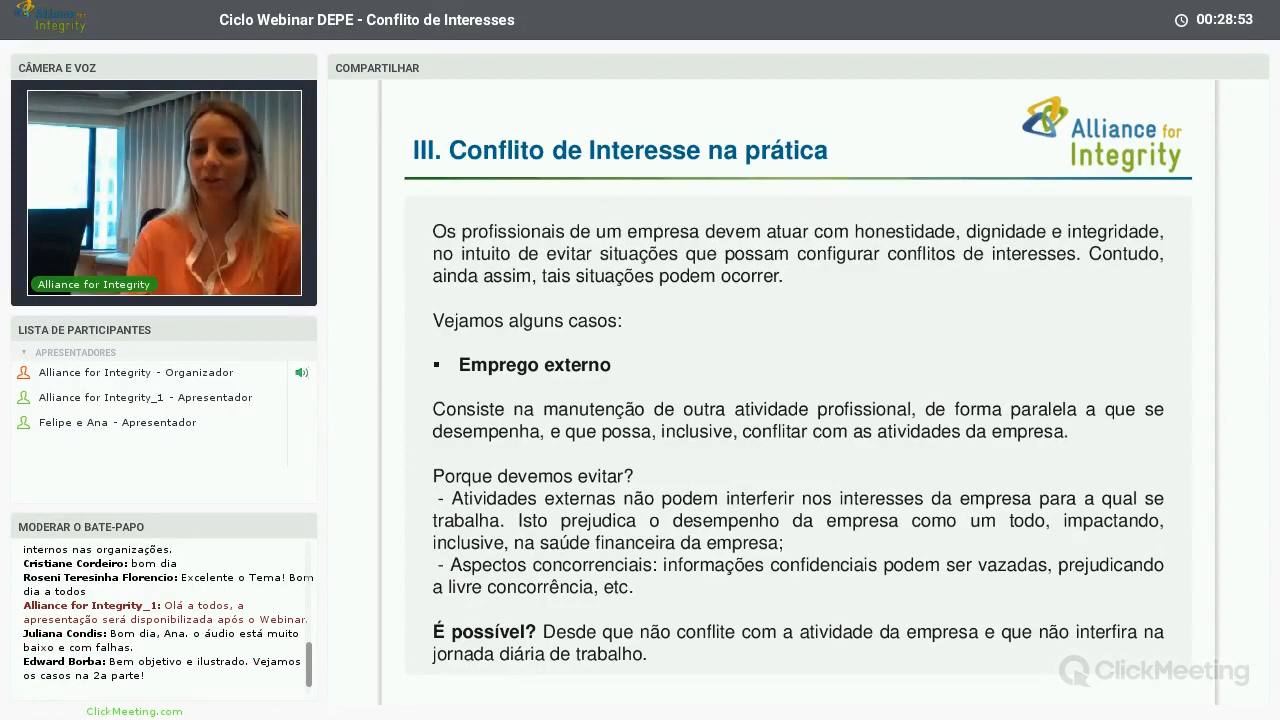 Alliance for
Integrity
Ciclo Webinar DEPE - Conflito de Interesses
00:28:53
CÂMERA E VOZ
Alliance for Integrity
LISTA DE PARTICIPANTES
APRESENTADORES
Alliance for Integrity - Organizador
Alliance for Integrity_1 - Apresentador
Felipe e Ana - Apresentador
MODERAR O BATE-PAPO
internos nas organizações.
Cristiane Cordeiro: bom dia
Roseni Teresinha Florencio: Excelente o Tema! Bom
dia a todos
Alliance for Integrity_1: Olá a todos, a
apresentação será disponibilizada após o Webinar.
Juliana Condis: Bom dia, Ana. o áudio está muito
baixo e com falhas.
Edward Borba: Bem objetivo e ilustrado. Vejamos
os casos na 2a parte!
ClickMeeting.com
COMPARTILHAR
III. Conflito de Interesse na prática
Alliance for
Integrity
Os profissionais de um empresa devem atuar com honestidade, dignidade e integridade,
no intuito de evitar situações que possam configurar conflitos de interesses. Contudo,
ainda assim, tais situações podem ocorrer.
Vejamos alguns casos:
▪ Emprego externo
Consiste na manutenção de outra atividade profissional, de forma paralela a que se
desempenha, e que possa, inclusive, conflitar com as atividades da empresa.
Porque devemos evitar?
- Atividades externas não podem interferir nos interesses da empresa para a qual se
trabalha. Isto prejudica o desempenho da empresa como um todo, impactando,
inclusive, na saúde financeira da empresa;
- Aspectos concorrenciais: informações confidenciais podem ser vazadas, prejudicando
a livre concorrência, etc.
É possível? Desde que não conflite com a atividade da empresa e que não interfira na
jornada diária de trabalho.
ClickMeeting